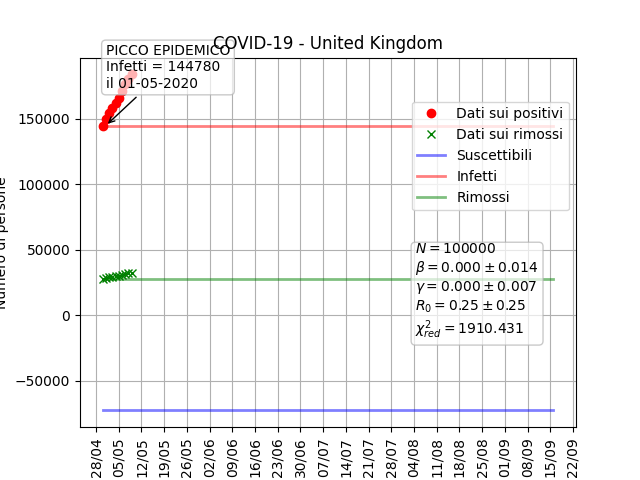 COVID-19 - United Kingdom
PICCO EPIDEMICO
Infetti = 144780
il 01-05-2020
Numero di persone
150000
100000
50000
0
−50000
Dati sui positivi
Dati sui rimossi
Suscettibili
Infetti
Rimossi
N = 100000
β = 0.000 ± 0.014
γ = 0.000 ± 0.007
R₀ = 0.25 ± 0.25
χ²red = 1910.431
28/04
05/05
12/05
19/05
26/05
02/06
09/06
16/06
23/06
30/06
07/07
14/07
21/07
28/07
04/08
11/08
18/08
25/08
01/09
08/09
15/09
22/09